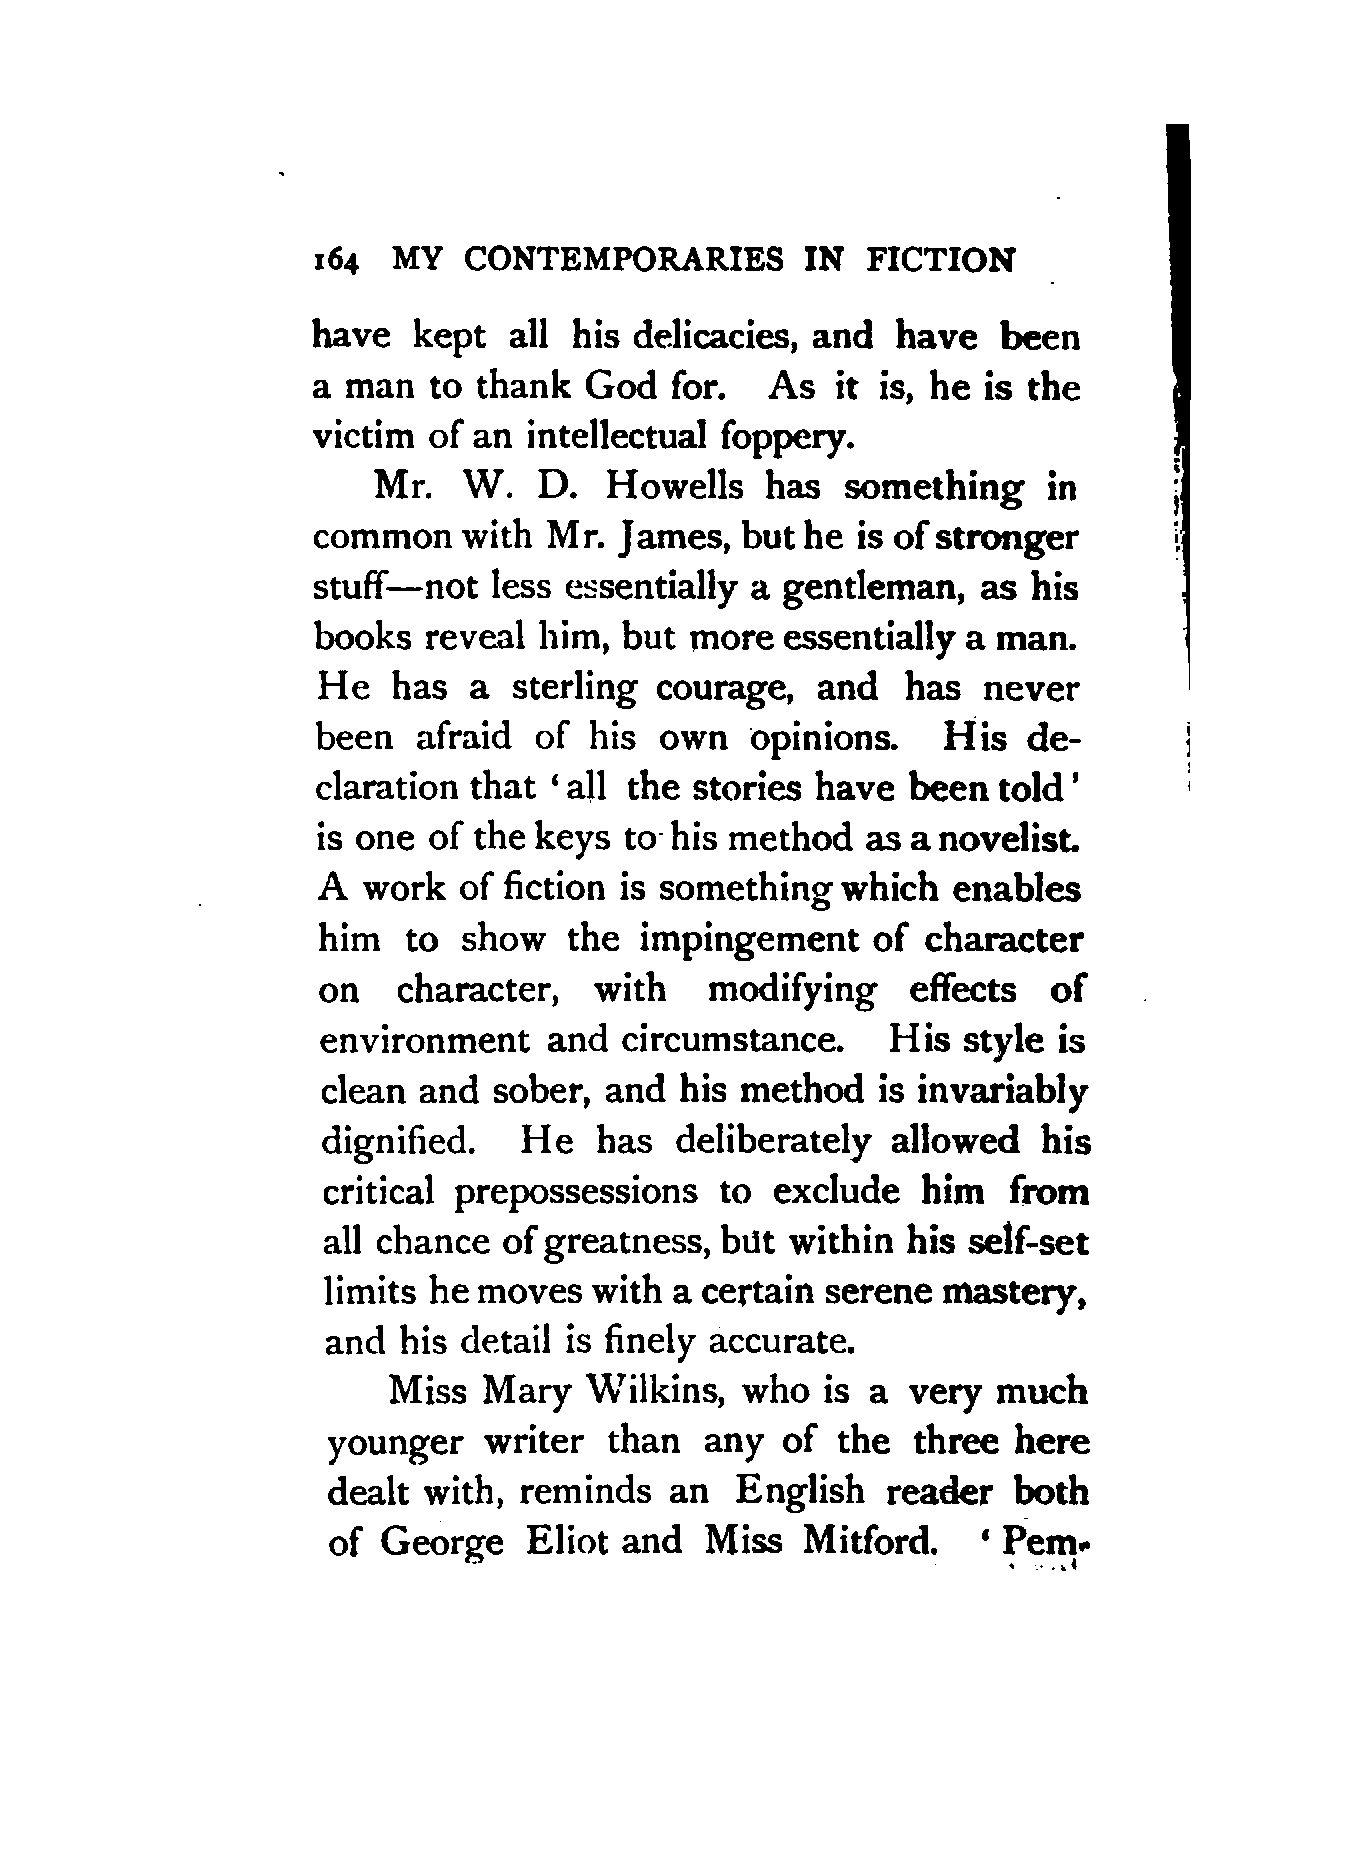 164 MY CONTEMPORARIES IN FICTION
have kept all his delicacies, and have been
a man to thank God for. As it is, he is the
victim of an intellectual foppery.
Mr. W. D. Howells has something in
common with Mr. James, but he is of stronger
stuff—not less essentially a gentleman, as his
books reveal him, but more essentially a man.
He has a sterling courage, and has never
been afraid of his own opinions. His de-
claration that ‘all the stories have been told’
is one of the keys to his method as a novelist.
A work of fiction is something which enables
him to show the impingement of character
on character, with modifying effects of
environment and circumstance. His style is
clean and sober, and his method is invariably
dignified. He has deliberately allowed his
critical prepossessions to exclude him from
all chance of greatness, but within his self-set
limits he moves with a certain serene mastery,
and his detail is finely accurate.
Miss Mary Wilkins, who is a very much
younger writer than any of the three here
dealt with, reminds an English reader both
of George Eliot and Miss Mitford. ‘Pem-